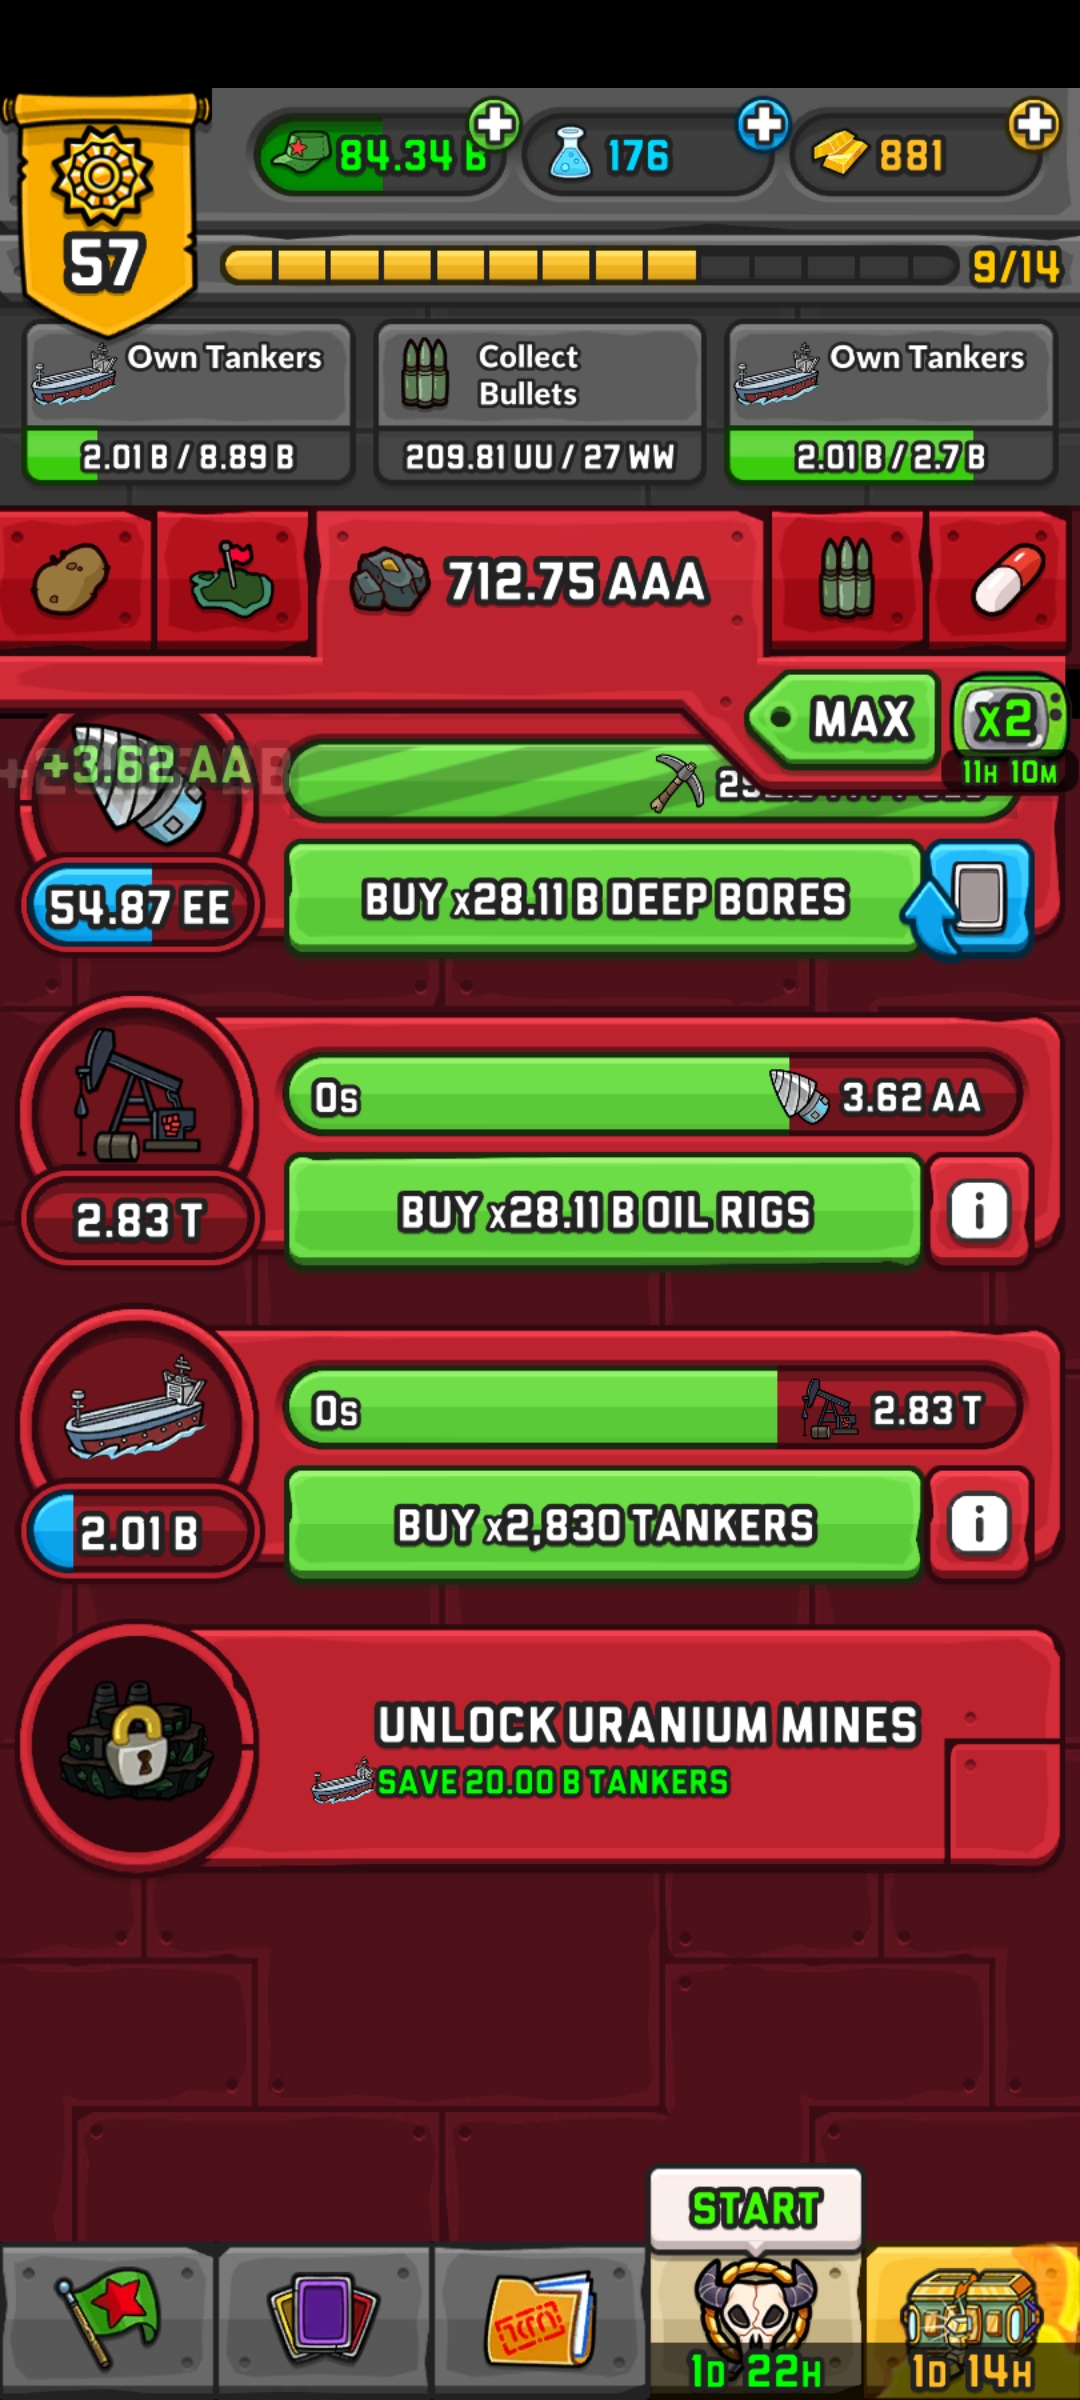 84.34 B
176
881
57
9/14
Own Tankers
2.01 B / 8.89 B
Collect
Bullets
209.81 UU / 27 WW
Own Tankers
2.01 B / 2.7 B
712.75 AAA
MAX
x2
11H 10M
+3.62 AA
54.87 EE
BUY x28.11 B DEEP BORES
0s
3.62 AA
2.83 T
BUY x28.11 B OIL RIGS
i
0s
2.83 T
2.01 B
BUY x2,830 TANKERS
i
UNLOCK URANIUM MINES
SAVE 20.00 B TANKERS
START
1D 22H
1D 14H